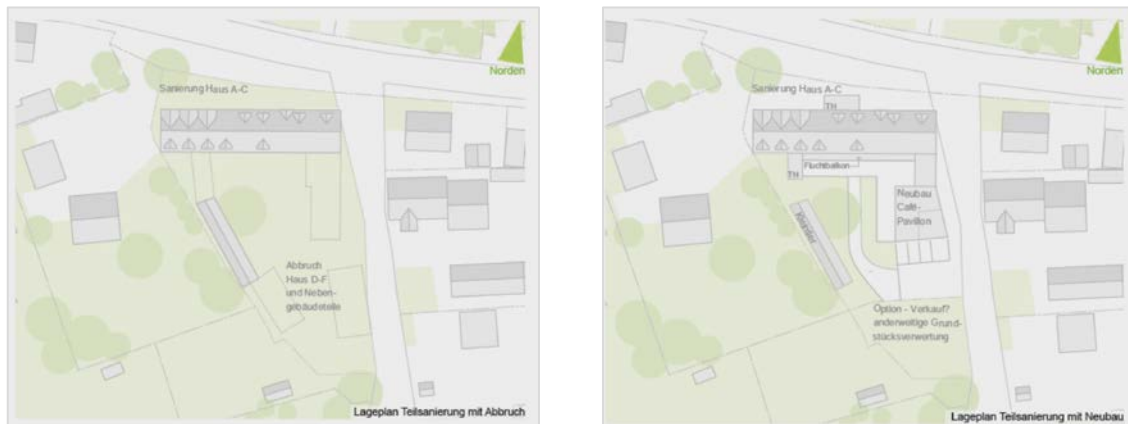 Norden
Sanierung Haus A-C
Abbruch
Haus D-F
und Neben-
gebäudeteile
Lageplan Teilsanierung mit Abbruch
Norden
Sanierung Haus A-C
TH
Fluchtbalkon
TH
Neubau
Café-
Pavillon
Künstler
Option - Verkauf?
anderweitige Grund-
stücksverwertung
Lageplan Teilsanierung mit Neubau